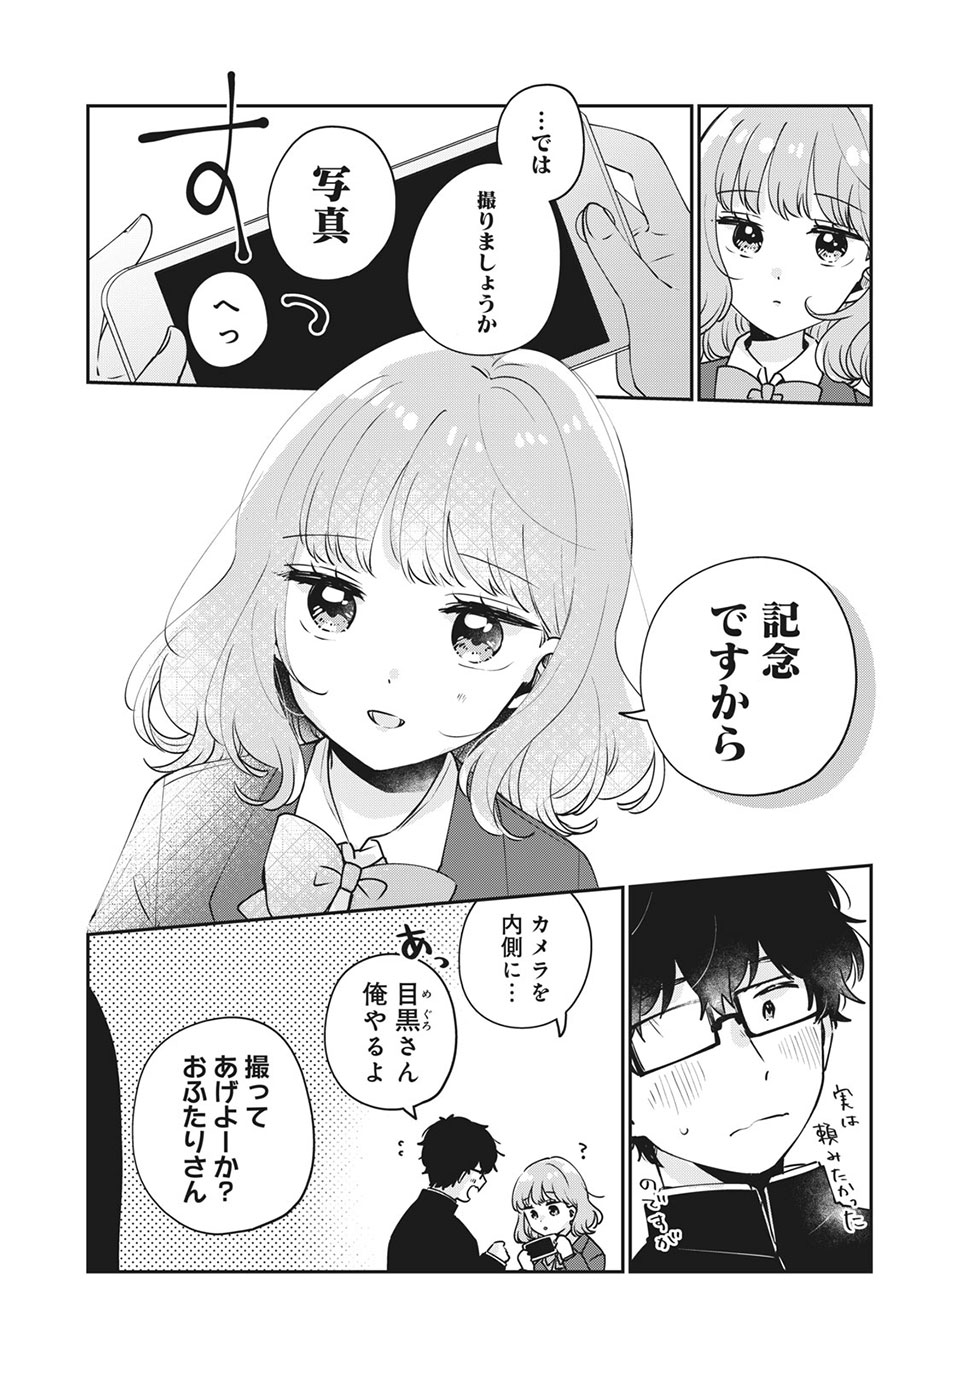 …では
撮りましょうか
写真
すっ
へっ
記念
ですから
実は
頼みたかった
のですが
カメラを
内側に…
あっ
目黒さん
めぐろ
俺やるよ
撮って
あげよーか?
おふたりさん
?